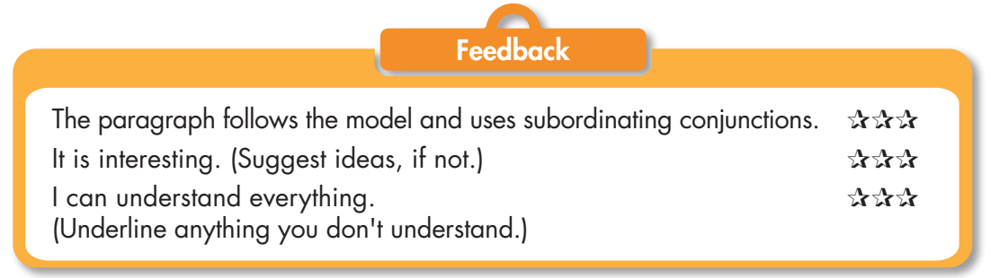 Feedback
The paragraph follows the model and uses subordinating conjunctions. ☆☆☆
It is interesting. (Suggest ideas, if not.) ☆☆☆
I can understand everything. ☆☆☆
(Underline anything you don't understand.)